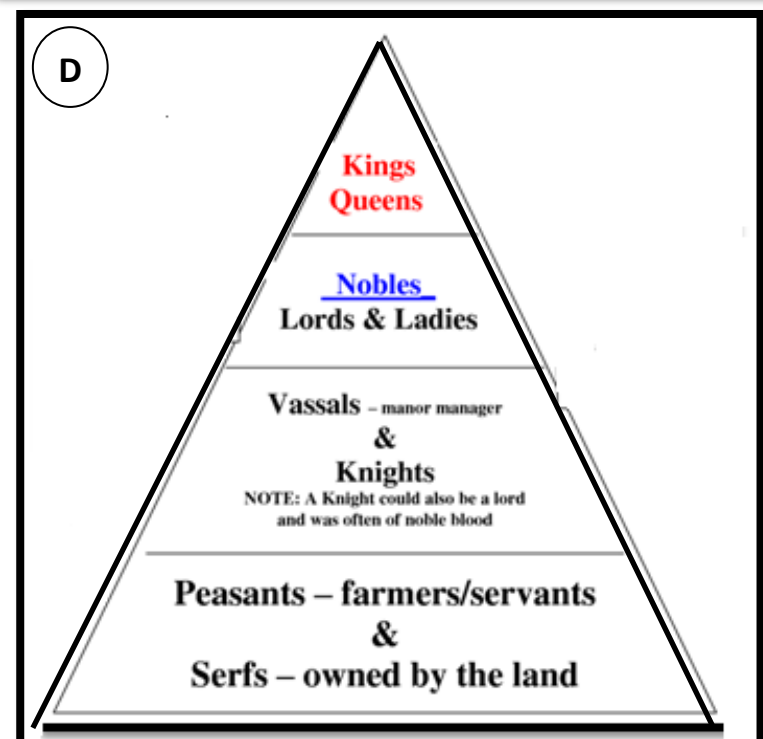 D
Kings
Queens
_Nobles_
Lords & Ladies
Vassals – manor manager
&
Knights
NOTE: A Knight could also be a lord
and was often of noble blood
Peasants – farmers/servants
&
Serfs – owned by the land